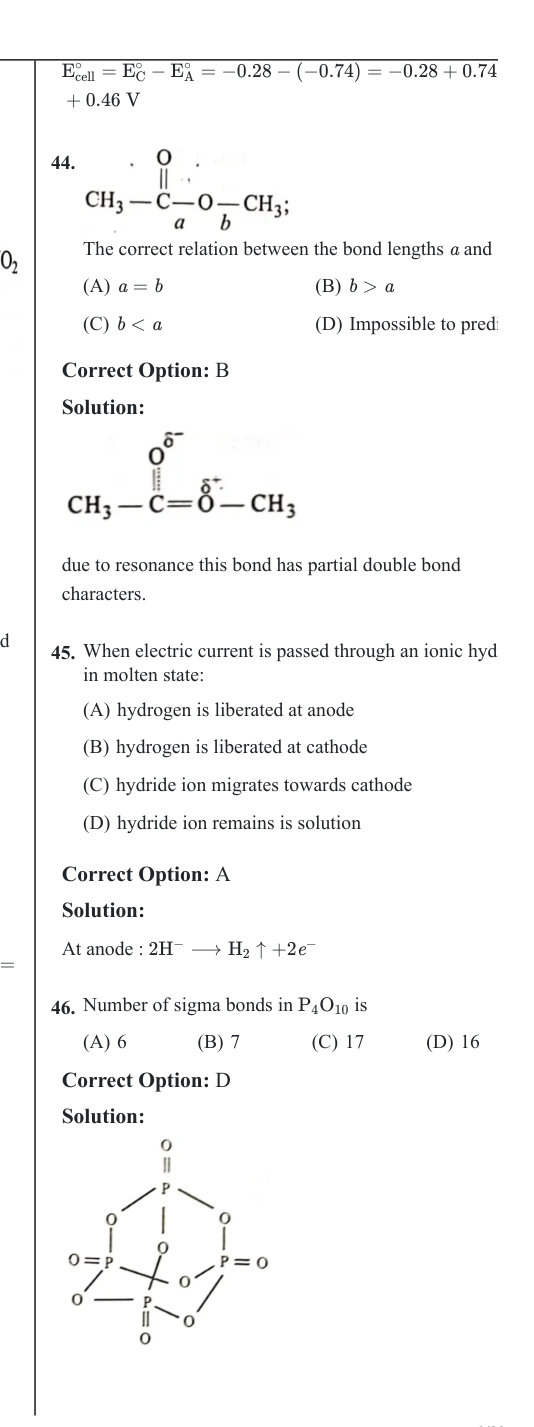 E°cell = E°C − E°A = −0.28 − (−0.74) = −0.28 + 0.74
+ 0.46 V
44.
O
||
CH3 — C — O — CH3;
a b
O2
The correct relation between the bond lengths a and
(A) a = b (B) b > a
(C) b < a (D) Impossible to predi
Correct Option: B
Solution:
Oδ−
δ+
CH3 — C = O — CH3
due to resonance this bond has partial double bond
characters.
d
45. When electric current is passed through an ionic hyd
in molten state:
(A) hydrogen is liberated at anode
(B) hydrogen is liberated at cathode
(C) hydride ion migrates towards cathode
(D) hydride ion remains is solution
Correct Option: A
Solution:
At anode : 2H− ⟶ H2 ↑ +2e−
=
46. Number of sigma bonds in P4O10 is
(A) 6 (B) 7 (C) 17 (D) 16
Correct Option: D
Solution:
O
||
P
O O
O
O = P P = O
O
O — P
|| O
O